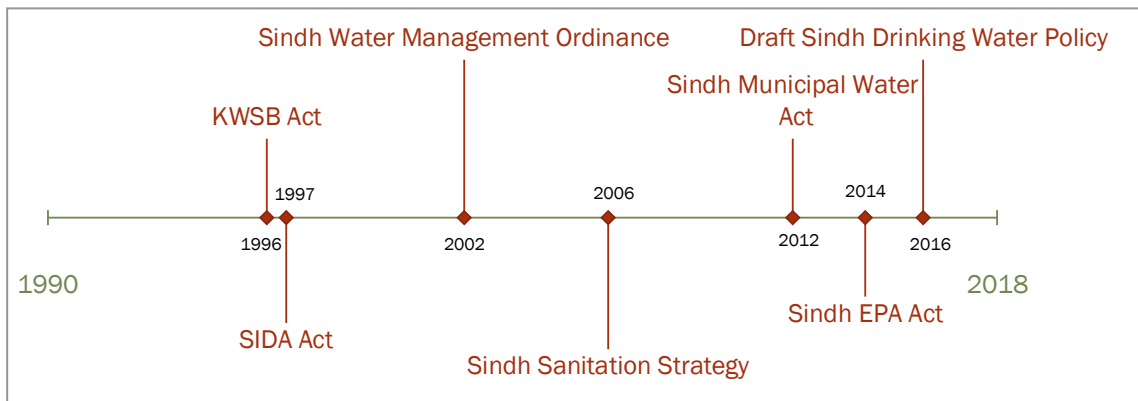 Sindh Water Management Ordinance
Draft Sindh Drinking Water Policy
Sindh Municipal Water
Act
KWSB Act
1997
2006
2014
1996
2002
2012
2016
1990
2018
SIDA Act
Sindh EPA Act
Sindh Sanitation Strategy